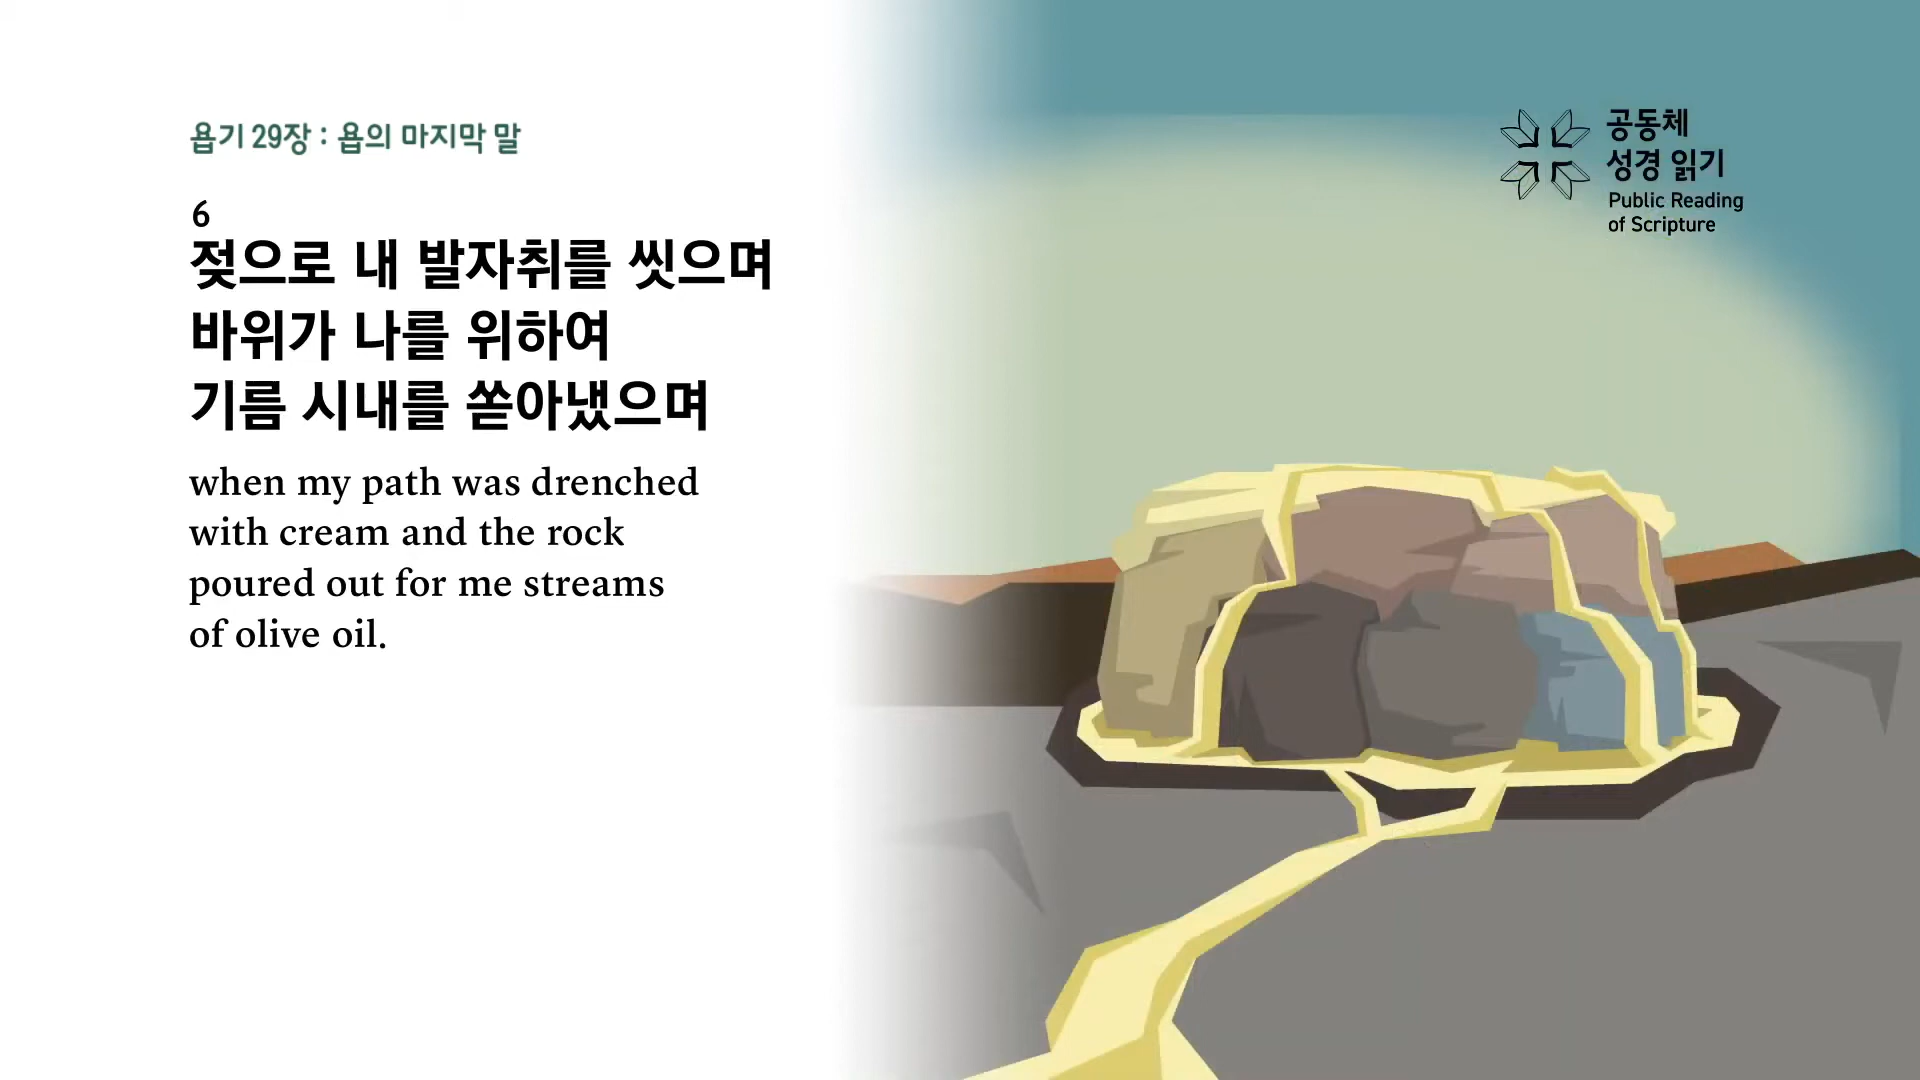 욥기 29장 : 욥의 마지막 말
6
젖으로 내 발자취를 씻으며
바위가 나를 위하여
기름 시내를 쏟아냈으며
when my path was drenched
with cream and the rock
poured out for me streams
of olive oil.
공동체
성경 읽기
Public Reading
of Scripture